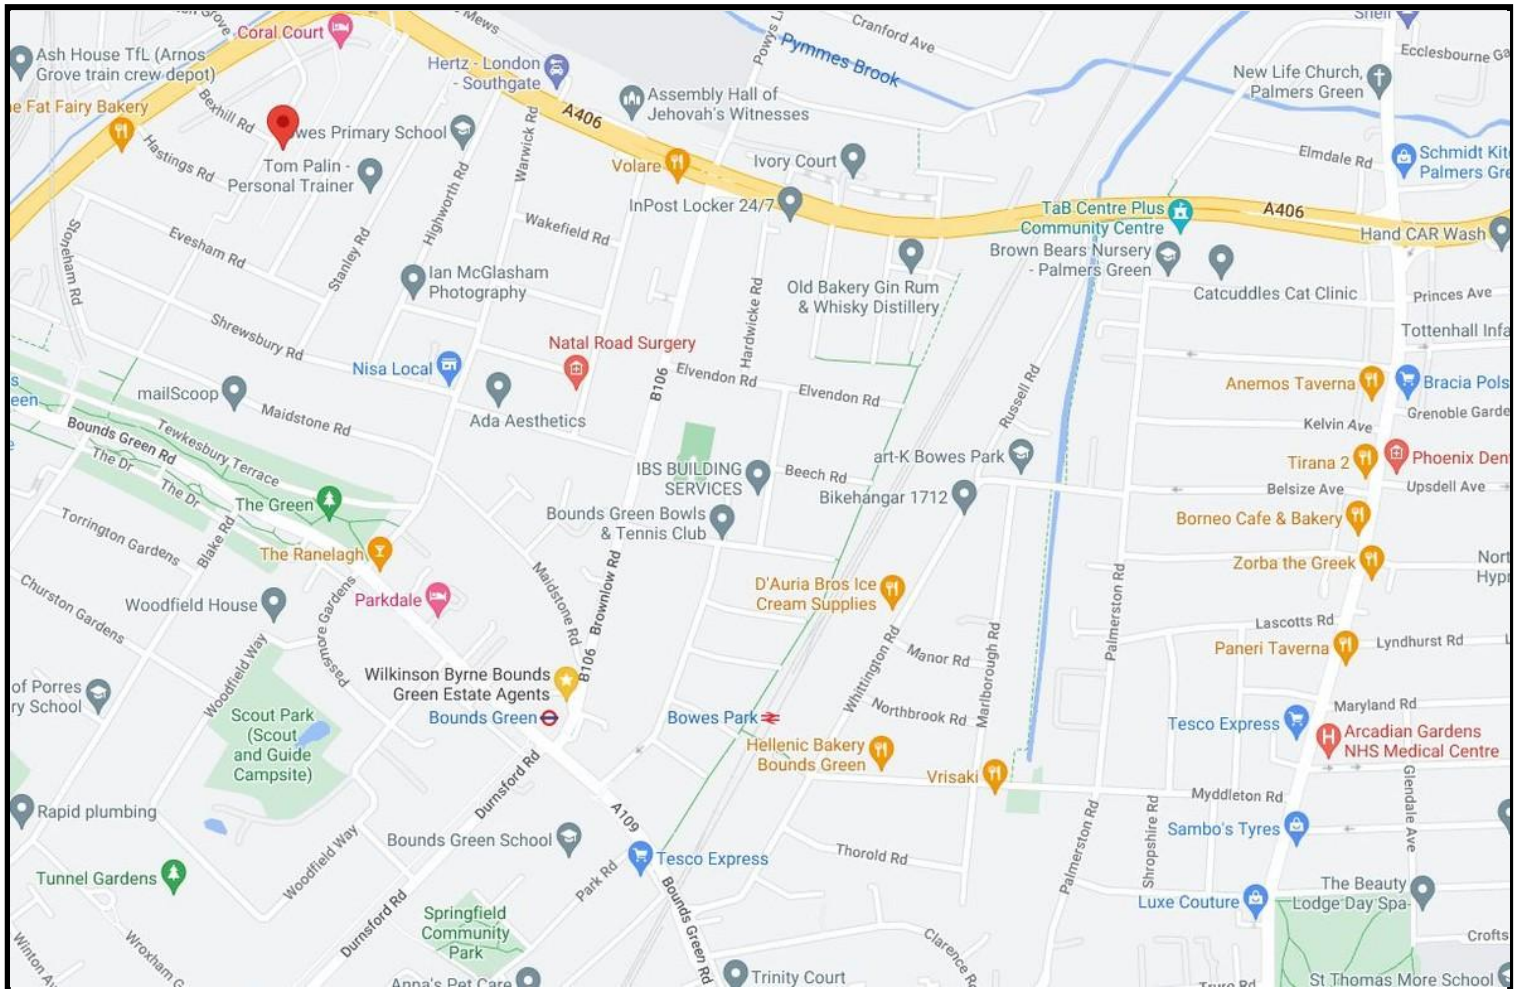 Grove
Mews
Powys L
Cranford Ave
Shell
Coral Court
Ash House TfL (Arnos
Grove train crew depot)
Hertz - London
- Southgate
Pymmes Brook
Ecclesbourne Ga
New Life Church,
Palmers Green
e Fat Fairy Bakery
Bexhill Rd
Assembly Hall of
Jehovah's Witnesses
A406
wes Primary School
Warwick Rd
Hastings Rd
Tom Palin -
Personal Trainer
Volare
Ivory Court
Elmdale Rd
Schmidt Kit
Palmers Gre
Highworth Rd
InPost Locker 24/7
TaB Centre Plus
Community Centre
A406
Hand CAR Wash
Stoneham Rd
Evesham Rd
Stanley Rd
Wakefield Rd
Brown Bears Nursery
- Palmers Green
Ian McGlasham
Photography
Old Bakery Gin Rum
& Whisky Distillery
Catcuddles Cat Clinic
Princes Ave
Hardwicke Rd
Shrewsbury Rd
Natal Road Surgery
Tottenhall Infa
Nisa Local
B106
Elvendon Rd
Elvendon Rd
Russell Rd
Anemos Taverna
Bracia Pols
s
een
mailScoop
Maidstone Rd
Ada Aesthetics
Grenoble Garde
Kelvin Ave
Bounds Green Rd
Tewkesbury Terrace
The Dr
The Dr
IBS BUILDING
SERVICES
Beech Rd
art-K Bowes Park
Tirana 2
Phoenix Den
Bikehangar 1712
Belsize Ave
Upsdell Ave
The Green
Bounds Green Bowls
& Tennis Club
Borneo Cafe & Bakery
Torrington Gardens
Blake Rd
The Ranelagh
Zorba the Greek
Nort
Hypr
Churston Gardens
Woodfield House
Passmore Gardens
Parkdale
Maidstone Rd
B106
Brownlow Rd
D'Auria Bros Ice
Cream Supplies
Palmerston Rd
Lascotts Rd
Lyndhurst Rd
L
Whittington Rd
Manor Rd
Marlborough Rd
Paneri Taverna
of Porres
ry School
Woodfield Way
Wilkinson Byrne Bounds
Green Estate Agents
Bounds Green
Bowes Park
Northbrook Rd
Maryland Rd
Tesco Express
Scout Park
(Scout
and Guide
Campsite)
Hellenic Bakery
Bounds Green
Arcadian Gardens
NHS Medical Centre
Vrisaki
Durnsford Rd
Rapid plumbing
A109
Myddleton Rd
Glendale Ave
Sambo's Tyres
Bounds Green School
Tesco Express
Thorold Rd
Palmerston Rd
Shropshire Rd
Tunnel Gardens
Woodfield Way
Park Rd
The Beauty
Lodge Day Spa
Luxe Couture
Durnsford Rd
Springfield
Community
Park
Bounds Green Rd
Clarence R
Crofts
Winton Av
Wroxham G
Anna's Pet Care
Trinity Court
Truro Rd
St Thomas More School